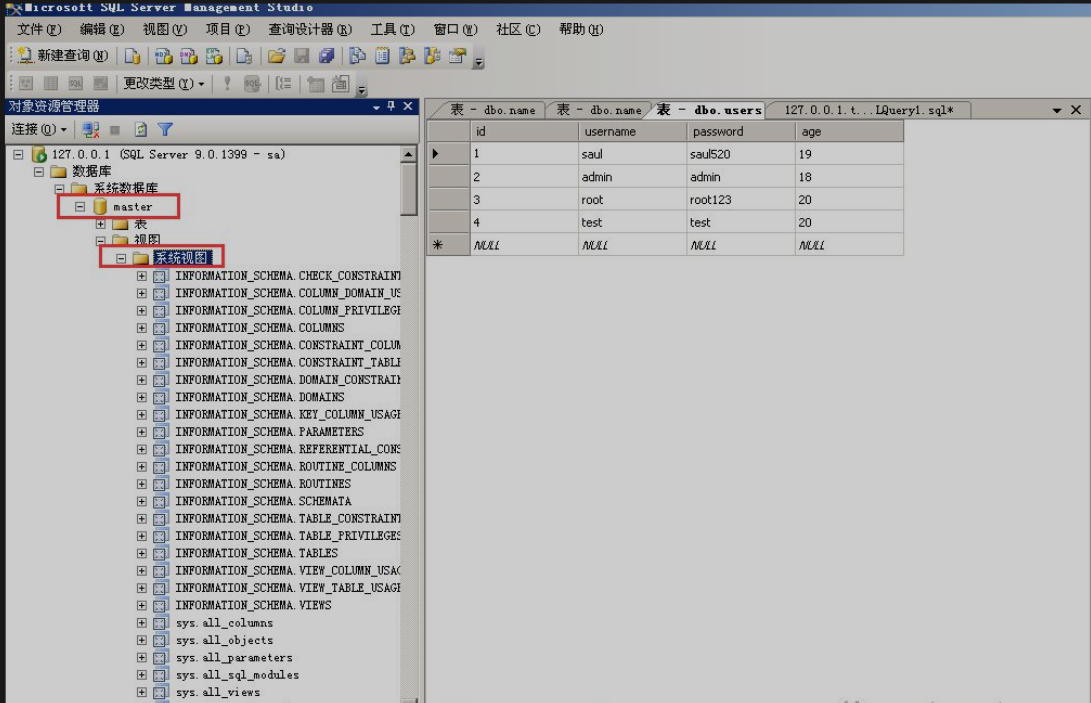 Microsoft SQL Server Management Studio
文件(F) 编辑(E) 视图(V) 项目(P) 查询设计器(R) 工具(T) 窗口(W) 社区(C) 帮助(H)
新建查询(N)
更改类型(Y)
对象资源管理器
表 - dbo.name 表 - dbo.name 表 - dbo.users 127.0.0.1.t...LQuery1.sql*
连接(O)
id username password age
1 saul saul520 19
2 admin admin 18
3 root root123 20
4 test test 20
NULL NULL NULL NULL
127.0.0.1 (SQL Server 9.0.1399 - sa)
数据库
系统数据库
master
表
视图
系统视图
INFORMATION_SCHEMA.CHECK_CONSTRAINT
INFORMATION_SCHEMA.COLUMN_DOMAIN_US
INFORMATION_SCHEMA.COLUMN_PRIVILEGE
INFORMATION_SCHEMA.COLUMNS
INFORMATION_SCHEMA.CONSTRAINT_COLUM
INFORMATION_SCHEMA.CONSTRAINT_TABLE
INFORMATION_SCHEMA.DOMAIN_CONSTRAIN
INFORMATION_SCHEMA.DOMAINS
INFORMATION_SCHEMA.KEY_COLUMN_USAGE
INFORMATION_SCHEMA.PARAMETERS
INFORMATION_SCHEMA.REFERENTIAL_CONS
INFORMATION_SCHEMA.ROUTINE_COLUMNS
INFORMATION_SCHEMA.ROUTINES
INFORMATION_SCHEMA.SCHEMATA
INFORMATION_SCHEMA.TABLE_CONSTRAINT
INFORMATION_SCHEMA.TABLE_PRIVILEGES
INFORMATION_SCHEMA.TABLES
INFORMATION_SCHEMA.VIEW_COLUMN_USAG
INFORMATION_SCHEMA.VIEW_TABLE_USAGE
INFORMATION_SCHEMA.VIEWS
sys.all_columns
sys.all_objects
sys.all_parameters
sys.all_sql_modules
sys.all_views